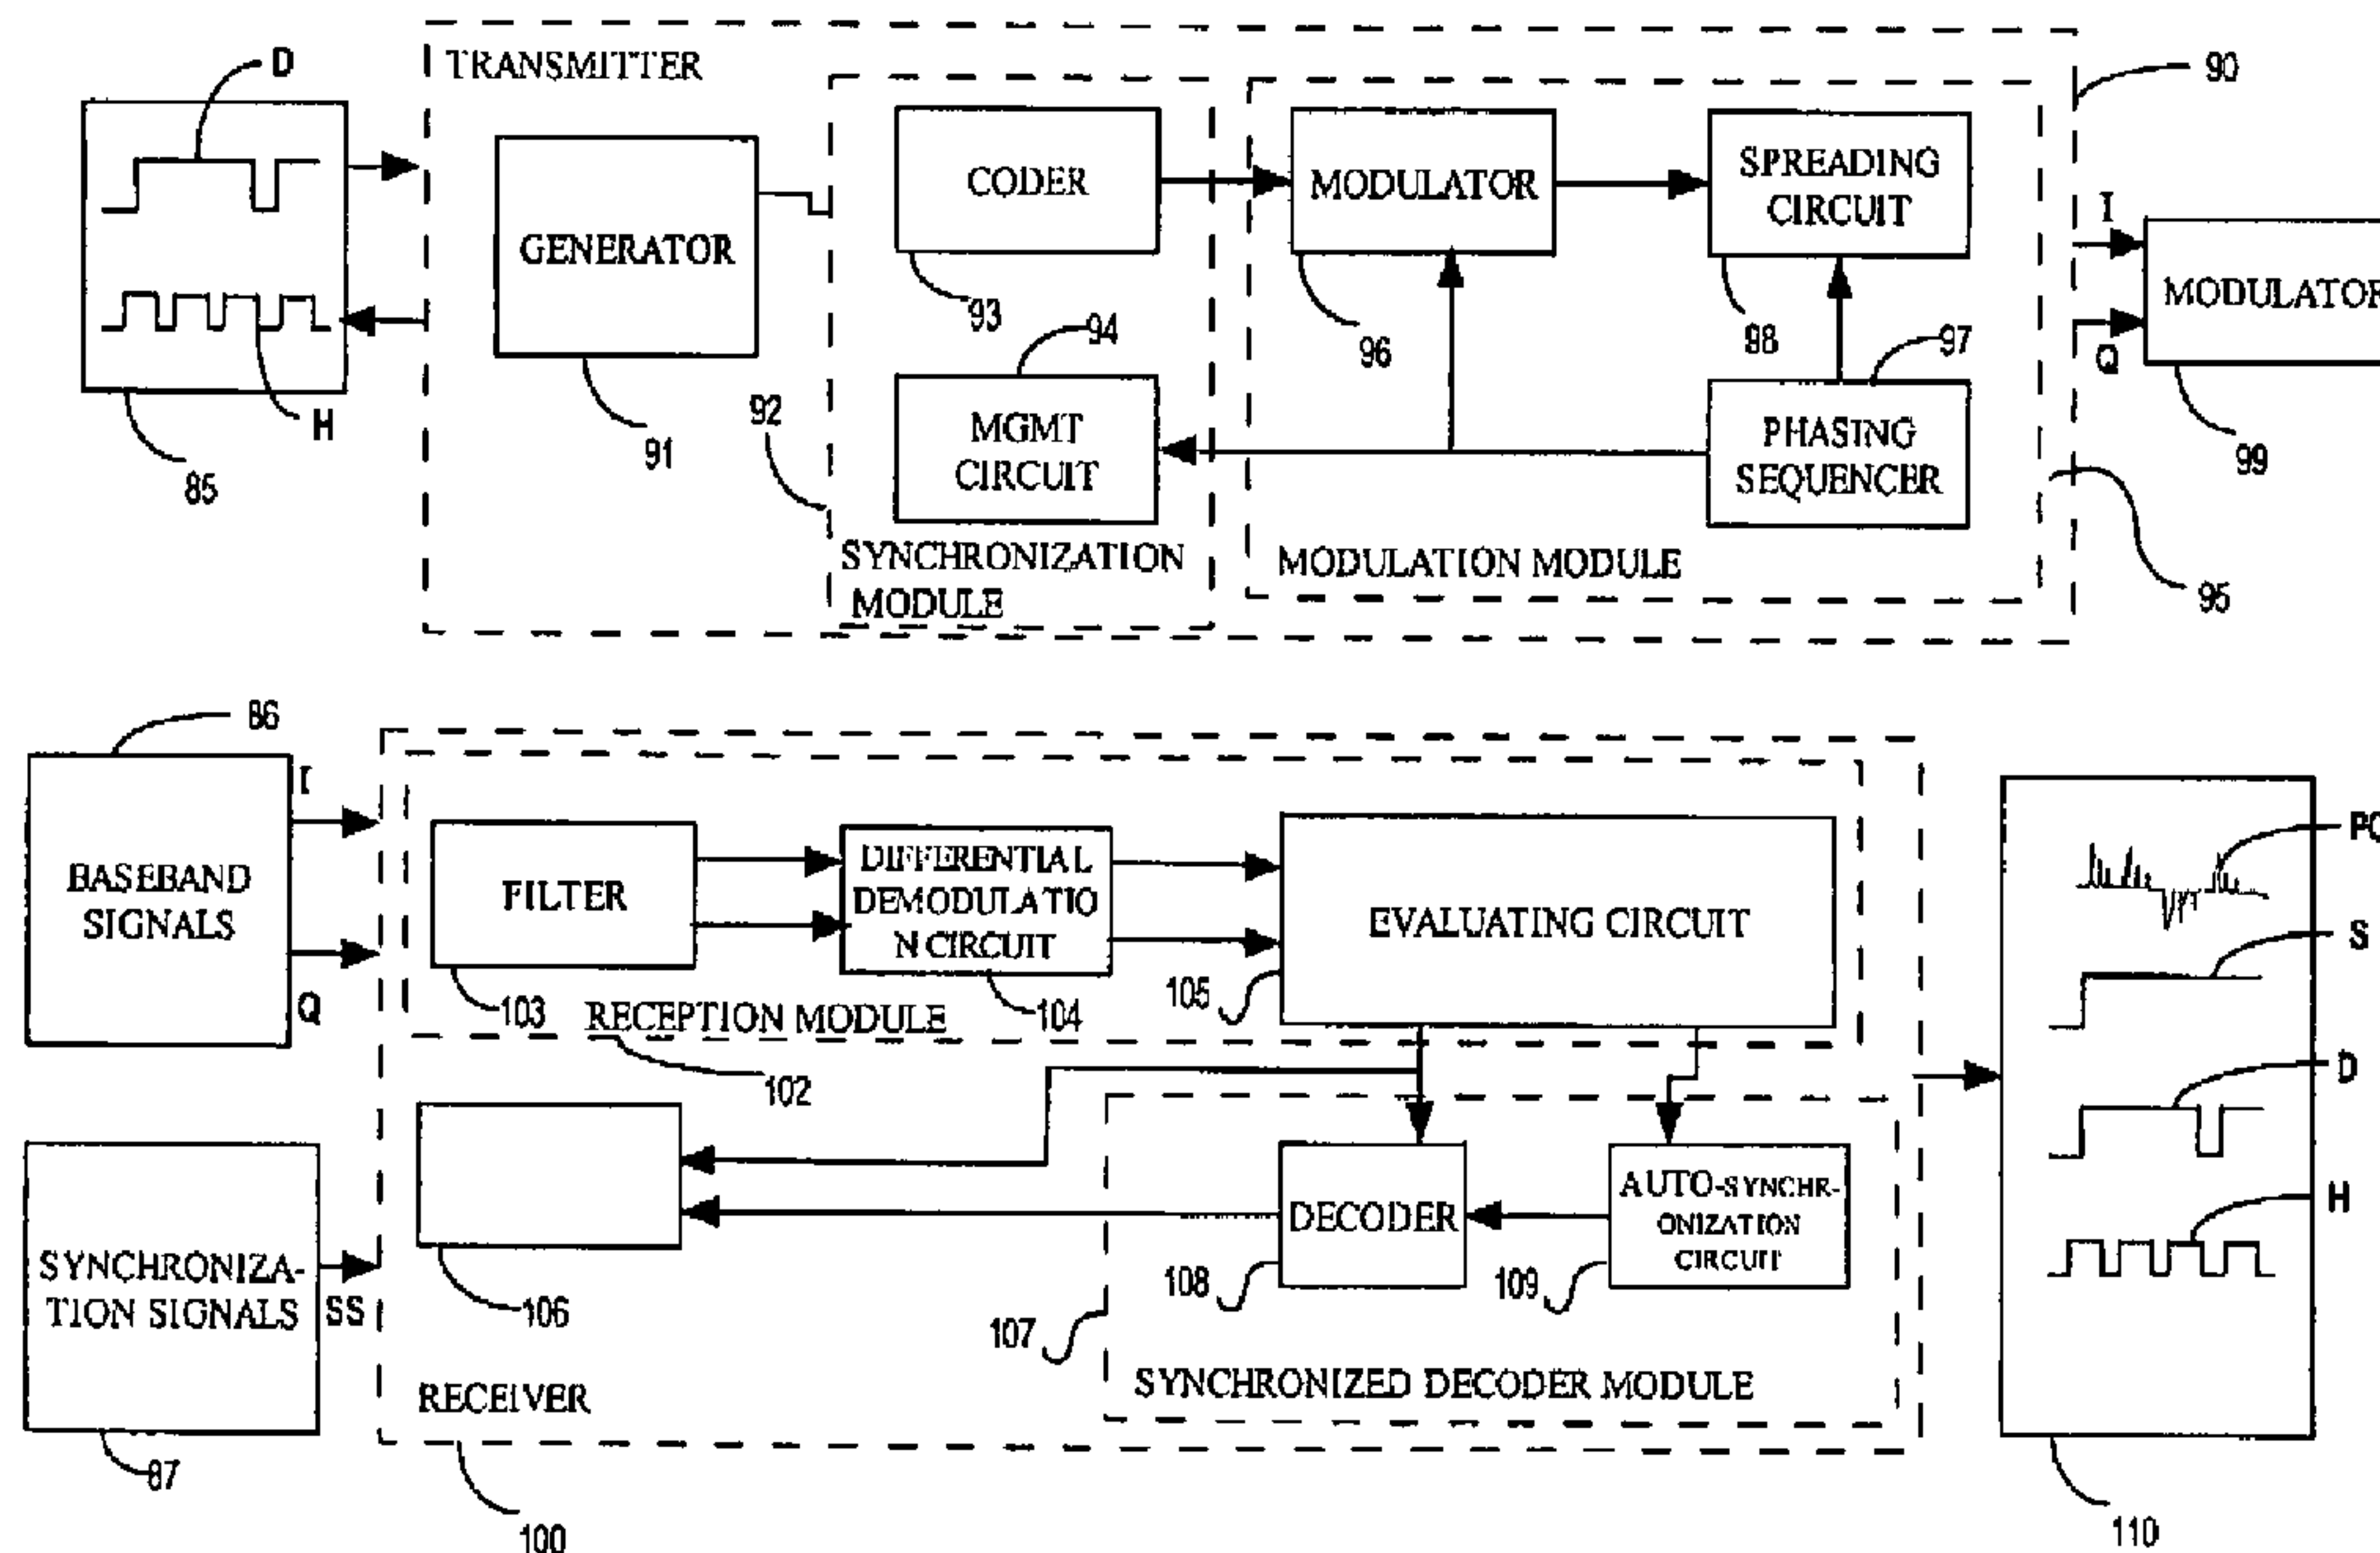 D
TRANSMITTER
90
CODER
MODULATOR
SPREADING
CIRCUIT
GENERATOR
I
MODULATOR
Q
93
94
96
98
97
H
85
91
92
MGMT
CIRCUIT
PHASING
SEQUENCER
99
SYNCHRONIZATION
MODULE
MODULATION MODULE
95
86
I
BASEBAND
SIGNALS
Q
FILTER
DIFFERENTIAL
DEMODULATIO
N CIRCUIT
EVALUATING CIRCUIT
103
RECEPTION MODULE
104
105
102
S
D
H
SYNCHRONIZA-
TION SIGNALS
SS
106
DECODER
AUTO-SYNCHR-
ONIZATION
CIRCUIT
108
109
107
RECEIVER
SYNCHRONIZED DECODER MODULE
87
100
110